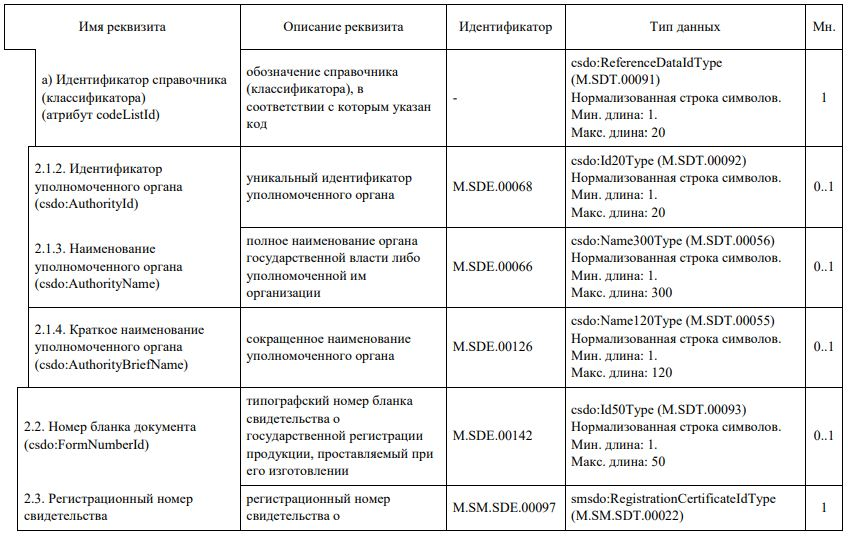 Имя реквизита
Описание реквизита
Идентификатор
Тип данных
Мн.
а) Идентификатор справочника
(классификатора)
(атрибут codeListId)
обозначение справочника
(классификатора), в
соответствии с которым указан
код
-
csdo:ReferenceDataIdType
(M.SDT.00091)
Нормализованная строка символов.
Мин. длина: 1.
Макс. длина: 20
1
2.1.2. Идентификатор
уполномоченного органа
(csdo:AuthorityId)
уникальный идентификатор
уполномоченного органа
M.SDE.00068
csdo:Id20Type (M.SDT.00092)
Нормализованная строка символов.
Мин. длина: 1.
Макс. длина: 20
0..1
2.1.3. Наименование
уполномоченного органа
(csdo:AuthorityName)
полное наименование органа
государственной власти либо
уполномоченной им
организации
M.SDE.00066
csdo:Name300Type (M.SDT.00056)
Нормализованная строка символов.
Мин. длина: 1.
Макс. длина: 300
0..1
2.1.4. Краткое наименование
уполномоченного органа
(csdo:AuthorityBriefName)
сокращенное наименование
уполномоченного органа
M.SDE.00126
csdo:Name120Type (M.SDT.00055)
Нормализованная строка символов.
Мин. длина: 1.
Макс. длина: 120
0..1
2.2. Номер бланка документа
(csdo:FormNumberId)
типографский номер бланка
свидетельства о
государственной регистрации
продукции, проставляемый при
его изготовлении
M.SDE.00142
csdo:Id50Type (M.SDT.00093)
Нормализованная строка символов.
Мин. длина: 1.
Макс. длина: 50
0..1
2.3. Регистрационный номер
свидетельства
регистрационный номер
свидетельства о
M.SM.SDE.00097
smsdo:RegistrationCertificateIdType
(M.SM.SDT.00022)
1